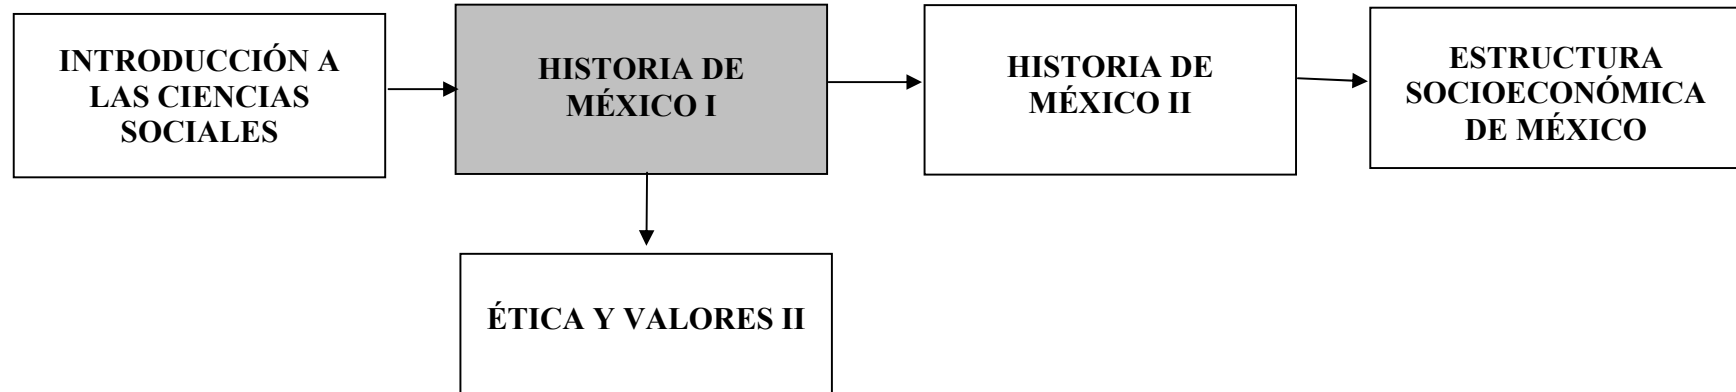 INTRODUCCIÓN A
LAS CIENCIAS
SOCIALES
HISTORIA DE
MÉXICO I
HISTORIA DE
MÉXICO II
ESTRUCTURA
SOCIOECONÓMICA
DE MÉXICO
ÉTICA Y VALORES II